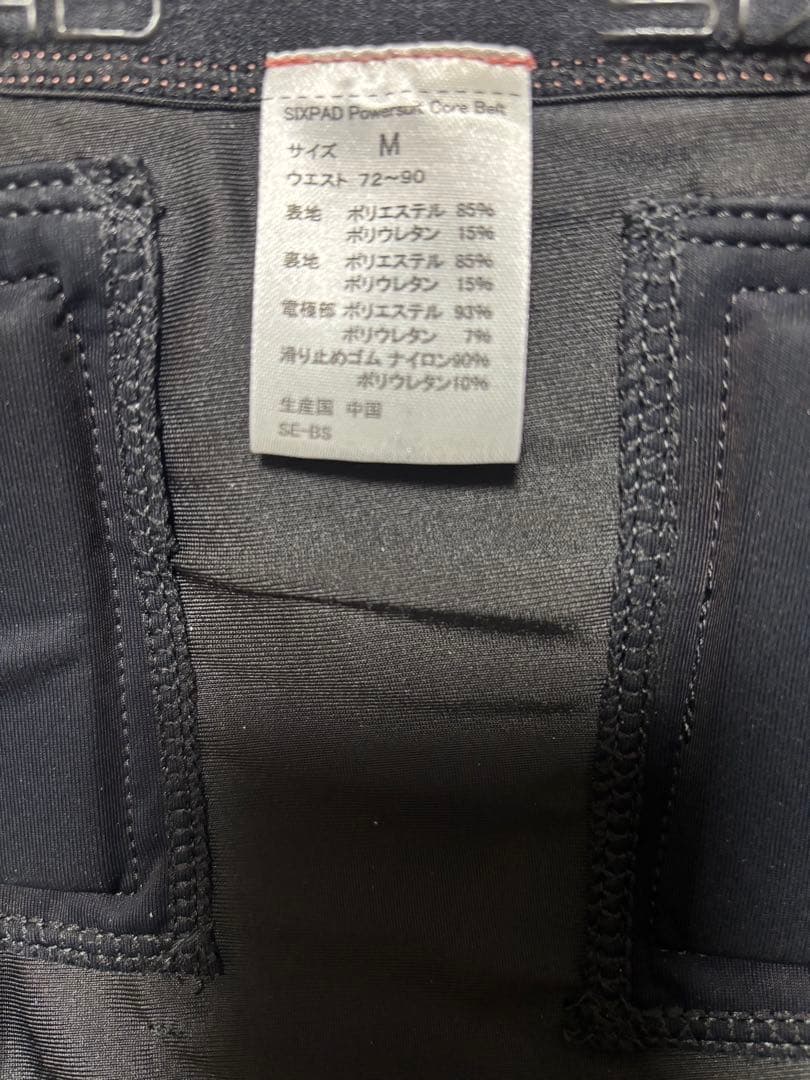 SIXPAD Powersuit Core Belt
サイズ M
ウエスト 72～90
表地 ポリエステル 85%
ポリウレタン 15%
裏地 ポリエステル 85%
ポリウレタン 15%
電極部 ポリエステル 93%
ポリウレタン 7%
滑り止めゴム ナイロン90%
ポリウレタン10%
生産国 中国
SE-BS